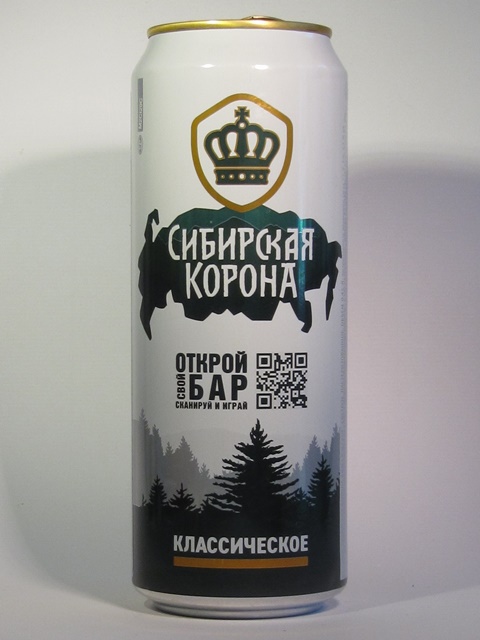 СИБИРСКАЯ
КОРОНА
ОТКРОЙ
СВОЙ
БАР
СКАНИРУЙ И ИГРАЙ
КЛАССИЧЕСКОЕ